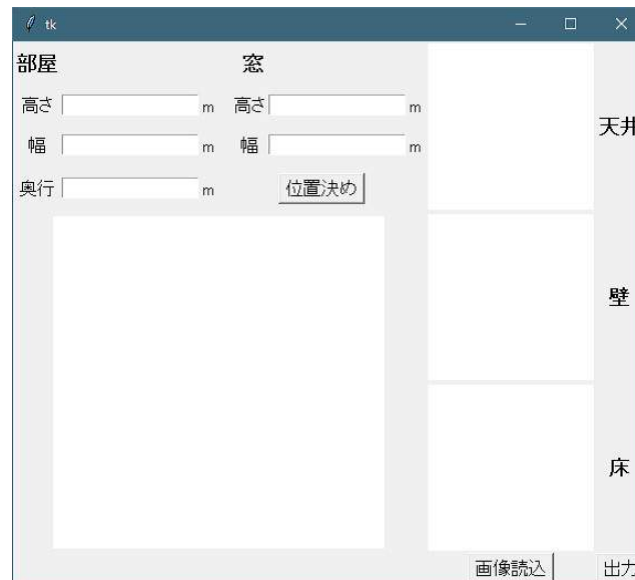 tk
部屋 窓
高さ m 高さ m
幅 m 幅 m
奥行 m 位置決め
天井
壁
床
画像読込 出力